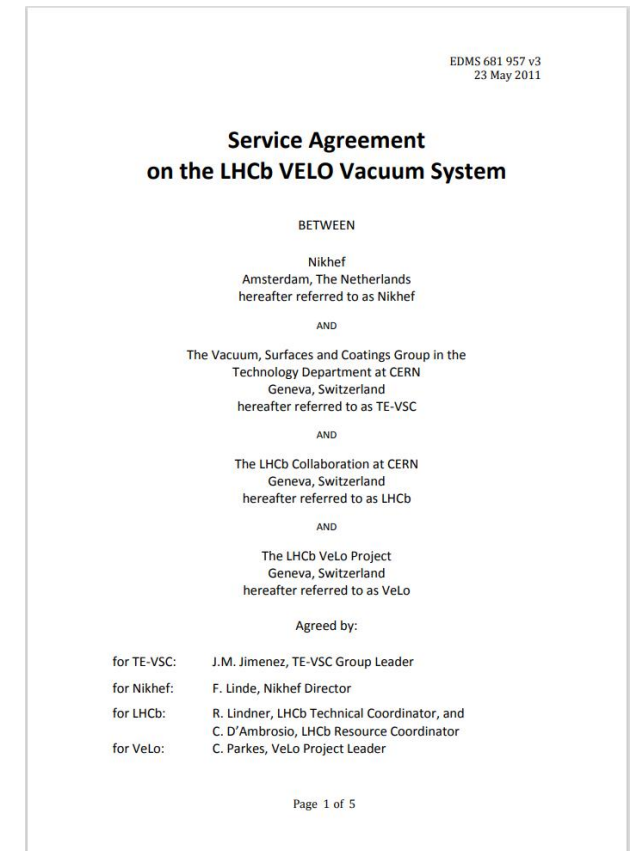 EDMS 681 957 v3
23 May 2011
Service Agreement
on the LHCb VELO Vacuum System
BETWEEN
Nikhef
Amsterdam, The Netherlands
hereafter referred to as Nikhef
AND
The Vacuum, Surfaces and Coatings Group in the
Technology Department at CERN
Geneva, Switzerland
hereafter referred to as TE-VSC
AND
The LHCb Collaboration at CERN
Geneva, Switzerland
hereafter referred to as LHCb
AND
The LHCb VeLo Project
Geneva, Switzerland
hereafter referred to as VeLo
Agreed by:
for TE-VSC: J.M. Jimenez, TE-VSC Group Leader
for Nikhef: F. Linde, Nikhef Director
for LHCb: R. Lindner, LHCb Technical Coordinator, and
C. D’Ambrosio, LHCb Resource Coordinator
for VeLo: C. Parkes, VeLo Project Leader
Page 1 of 5